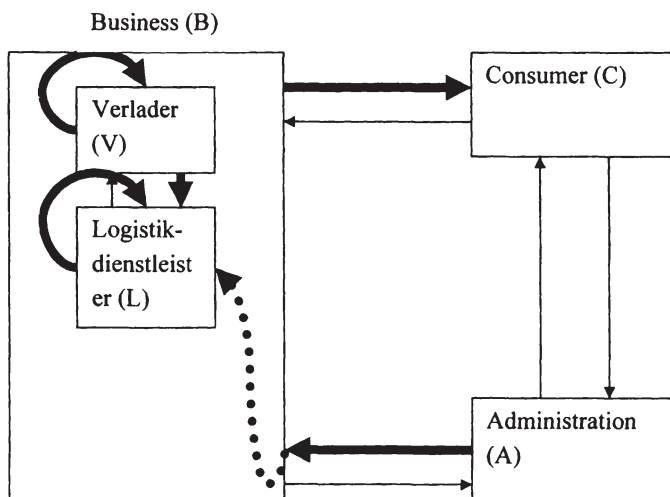 Business (B)
Verlader
(V)
Logistik-
dienstleist
er (L)
Consumer (C)
Administration
(A)